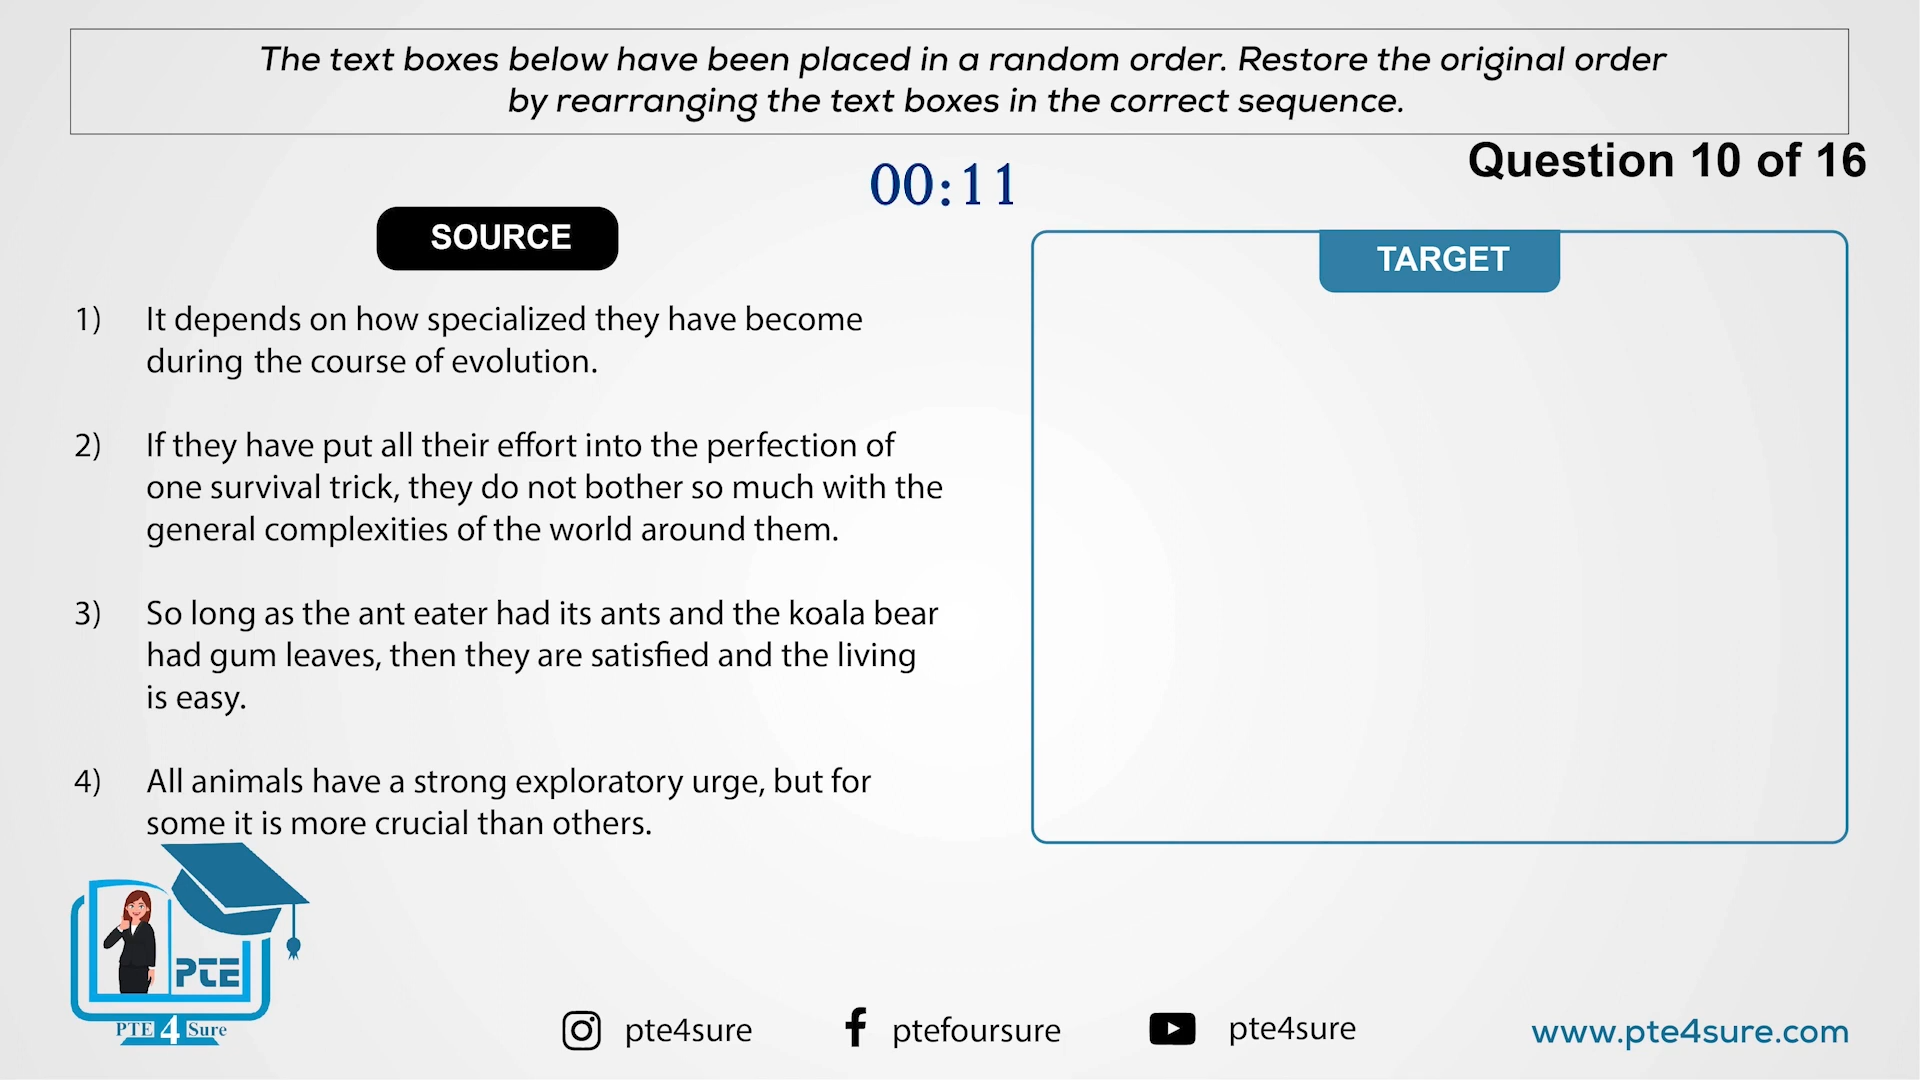 The text boxes below have been placed in a random order. Restore the original order
by rearranging the text boxes in the correct sequence.
Question 10 of 16
00:11
SOURCE
TARGET
1) It depends on how specialized they have become
during the course of evolution.
2) If they have put all their effort into the perfection of
one survival trick, they do not bother so much with the
general complexities of the world around them.
3) So long as the ant eater had its ants and the koala bear
had gum leaves, then they are satisfied and the living
is easy.
4) All animals have a strong exploratory urge, but for
some it is more crucial than others.
PTE
PTE 4 Sure
pte4sure
ptefoursure
pte4sure
www.pte4sure.com